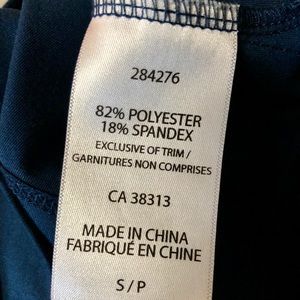 284276
82% POLYESTER
18% SPANDEX
EXCLUSIVE OF TRIM /
GARNITURES NON COMPRISES
CA 38313
MADE IN CHINA
FABRIQUÉ EN CHINE
S / P